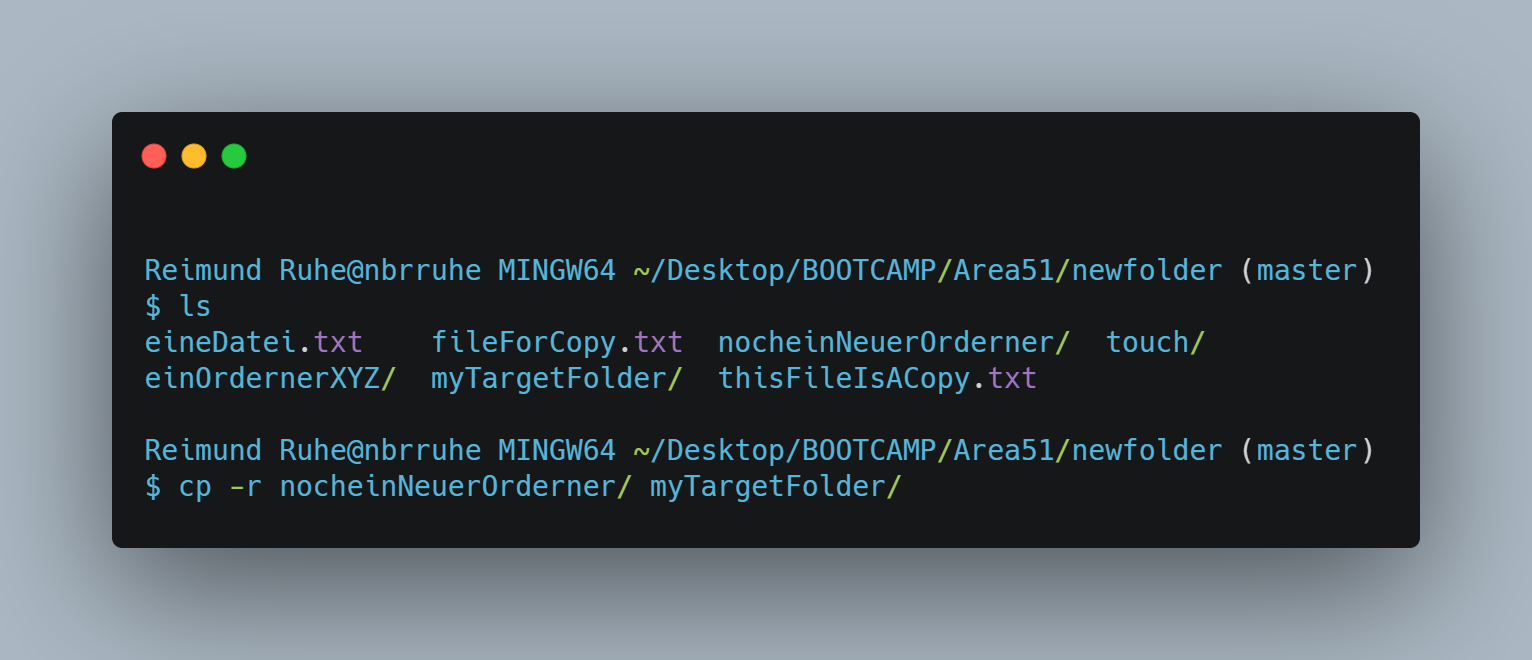 Reimund Ruhe@nbrruhe MINGW64 ~/Desktop/BOOTCAMP/Area51/newfolder (master)
$ ls
eineDatei.txt    fileForCopy.txt  nocheinNeuerOrderner/  touch/
einOrdernerXYZ/  myTargetFolder/  thisFileIsACopy.txt
Reimund Ruhe@nbrruhe MINGW64 ~/Desktop/BOOTCAMP/Area51/newfolder (master)
$ cp -r nocheinNeuerOrderner/ myTargetFolder/